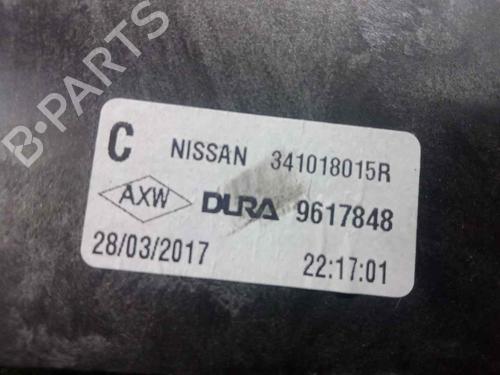 B-PARTS
C NISSAN 341018015R
AXW DURA 9617848
28/03/2017 22:17:01